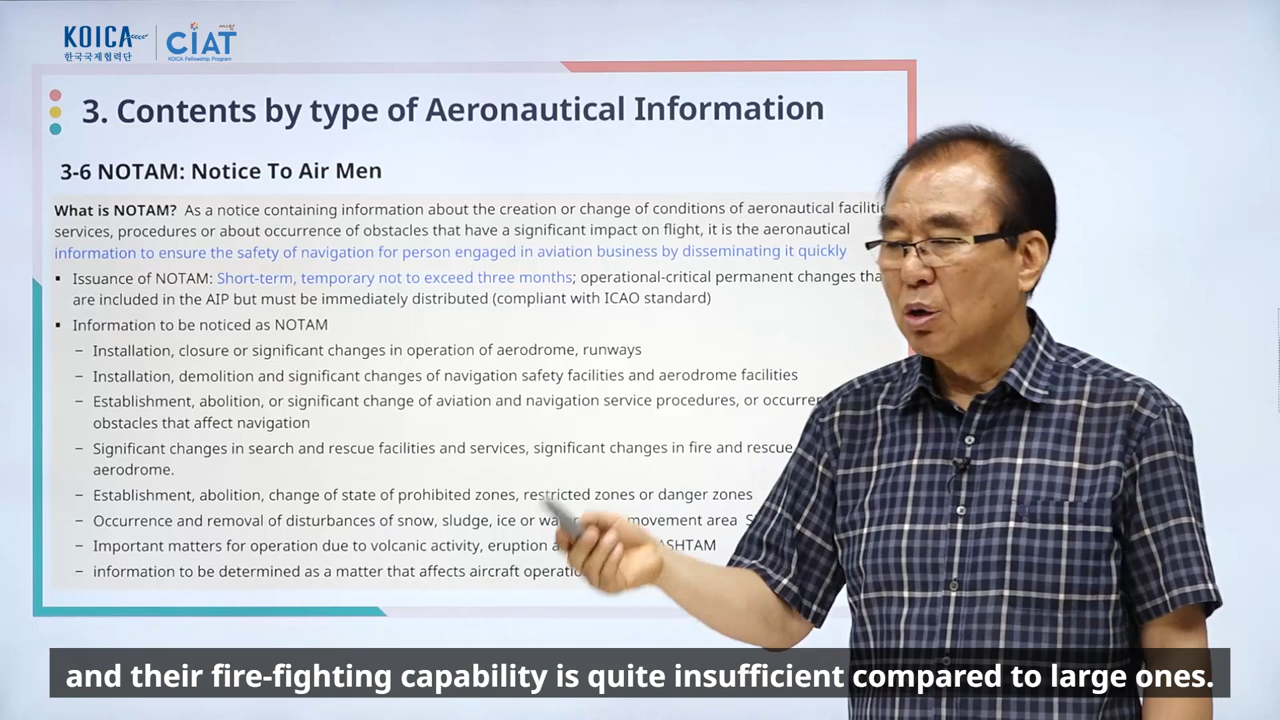 KOICA
한국국제협력단
CIAT
KOICA Fellowship Program
3. Contents by type of Aeronautical Information
3-6 NOTAM: Notice To Air Men
What is NOTAM? As a notice containing information about the creation or change of conditions of aeronautical
services, procedures or about occurrence of obstacles that have a significant impact on flight, it is the aeronautical
information to ensure the safety of navigation for person engaged in aviation business by disseminating it quickly
▪ Issuance of NOTAM: Short-term, temporary not to exceed three months; operational-critical permanent changes
are included in the AIP but must be immediately distributed (compliant with ICAO standard)
▪ Information to be noticed as NOTAM
− Installation, closure or significant changes in operation of aerodrome, runways
− Installation, demolition and significant changes of navigation safety facilities and aerodrome facilities
− Establishment, abolition, or significant change of aviation and navigation service procedures, or
obstacles that affect navigation
− Significant changes in search and rescue facilities and services, significant changes in fire and rescue
aerodrome.
− Establishment, abolition, change of state of prohibited zones, restricted zones or danger zones
− Occurrence and removal of disturbances of snow, sludge, ice or movement area
− Important matters for operation due to volcanic activity, eruption ASHTAM
− information to be determined as a matter that affects aircraft
and their fire-fighting capability is quite insufficient compared to large ones.